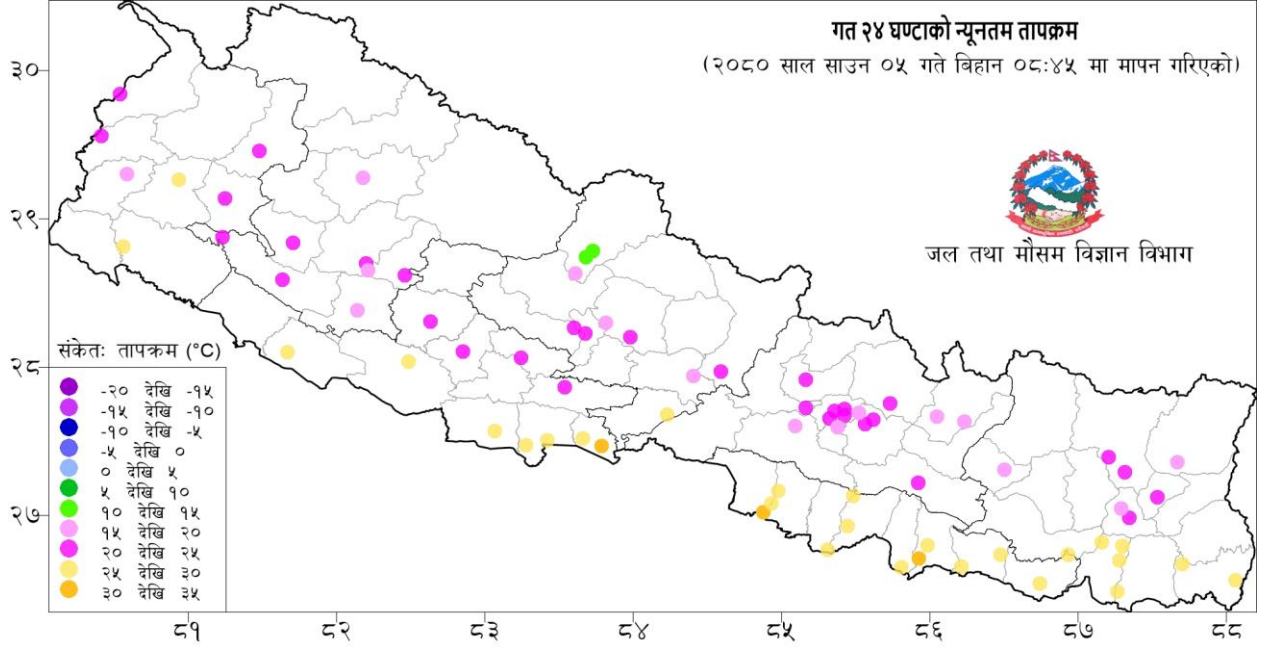 गत २४ घण्टाको न्यूनतम तापक्रम
(२०८० साल साउन ०५ गते बिहान ०८:४५ मा मापन गरिएको)
३०
२९
जल तथा मौसम विज्ञान विभाग
२८
संकेतः तापक्रम (°C)
-२० देखि -१५
-१५ देखि -१०
-१० देखि -५
-५ देखि ०
० देखि ५
५ देखि १०
१० देखि १५
१५ देखि २०
२० देखि २५
२५ देखि ३०
३० देखि ३५
२७
८१ ८२ ८३ ८४ ८५ ८६ ८७ ८८